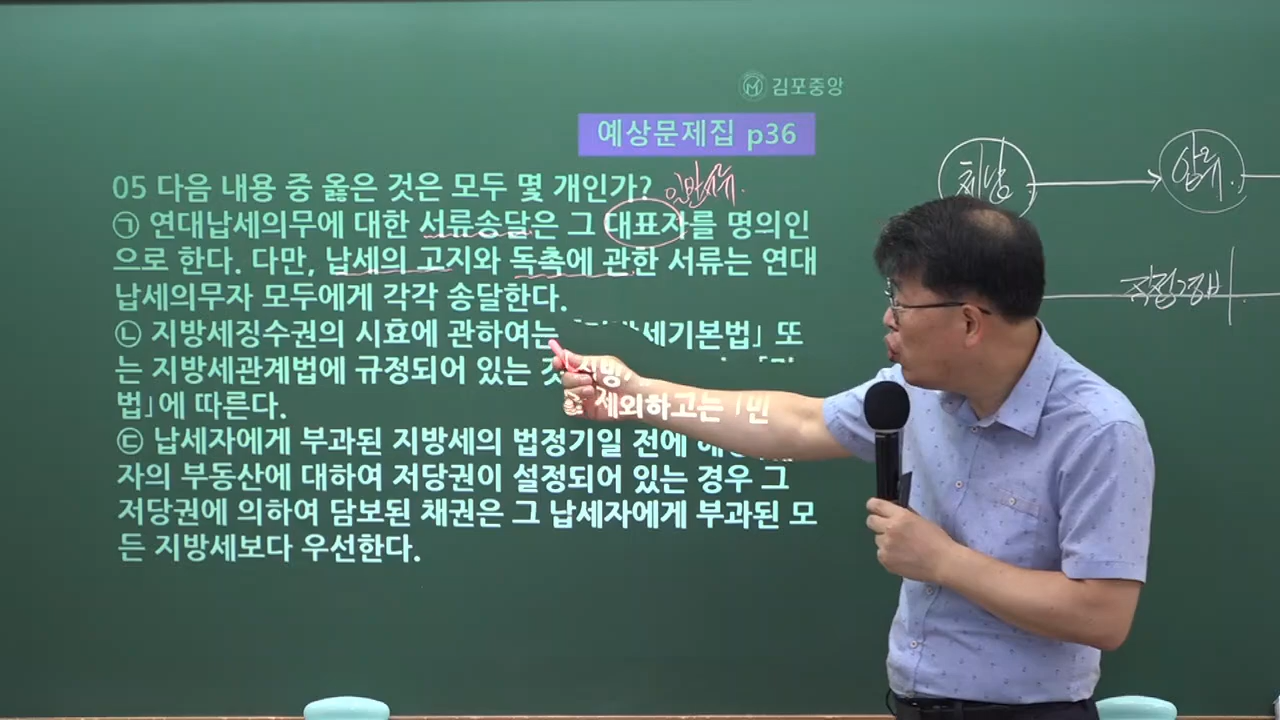 김포중앙
예상문제집 p36
05 다음 내용 중 옳은 것은 모두 몇 개인가? 일반서류.
㉠ 연대납세의무에 대한 서류송달은 그 대표자를 명의인
으로 한다. 다만, 납세의 고지와 독촉에 관한 서류는 연대
납세의무자 모두에게 각각 송달한다.
㉡ 지방세징수권의 시효에 관하여는 세기본법」 또
는 지방세관계법에 규정되어 있는 것 제외하고는 「민
법」에 따른다.
㉢ 납세자에게 부과된 지방세의 법정기일 전에
자의 부동산에 대하여 저당권이 설정되어 있는 경우 그
저당권에 의하여 담보된 채권은 그 납세자에게 부과된 모
든 지방세보다 우선한다.
체납
압류